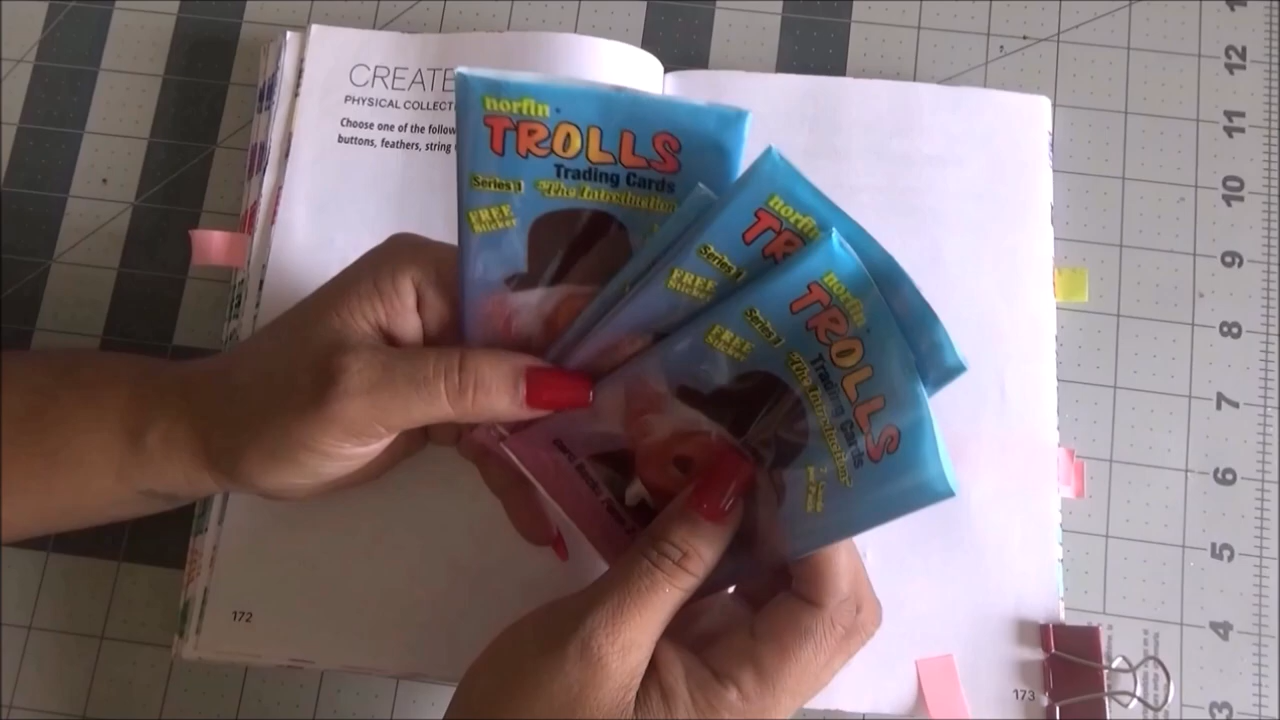 CREATE
PHYSICAL COLLECT
Choose one of the follow
buttons, feathers, string
norfin
TROLLS
Trading Cards
Series 1
"The Introduction
FREE
Sticker
norfin
TR
Series 1
FREE
Sticker
norfin
TROLLS
Trading Cards
Series 1
"The Introduction"
FREE
Sticker
172
173
12
11
10
9
8
7
6
5
4
3